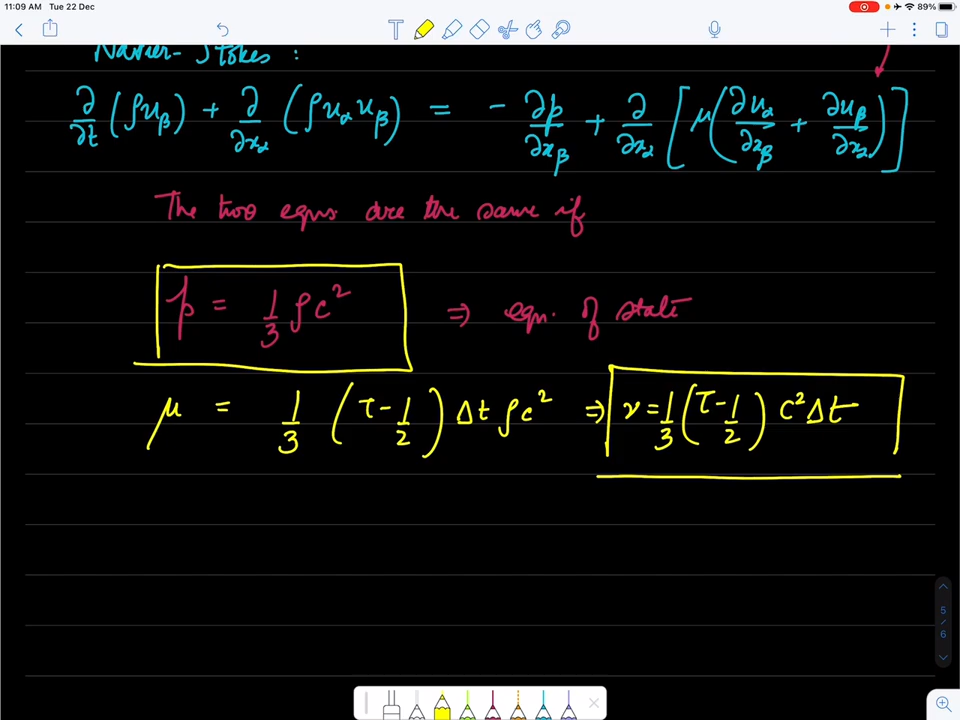 11:09 AM Tue 22 Dec 89%
Navier-Stokes :
∂/∂t (ρu_β) + ∂/∂x_α (ρu_α u_β) = - ∂p/∂x_β + ∂/∂x_α [μ(∂u_α/∂x_β + ∂u_β/∂x_α)]
The two eqns are the same if
p = 1/3 ρc² ⇒ eqn. of state
μ = 1/3 (τ-1/2) Δt ρc² ⇒ ν = 1/3 (τ-1/2) c² Δt
5
6